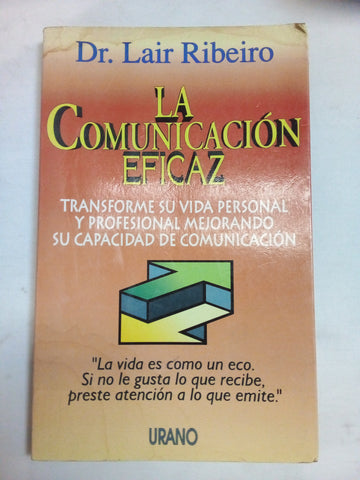 Dr. Lair Ribeiro
LA
COMUNICACIÓN
EFICAZ
TRANSFORME SU VIDA PERSONAL
Y PROFESIONAL MEJORANDO
SU CAPACIDAD DE COMUNICACIÓN
"La vida es como un eco.
Si no le gusta lo que recibe,
preste atención a lo que emite."
URANO